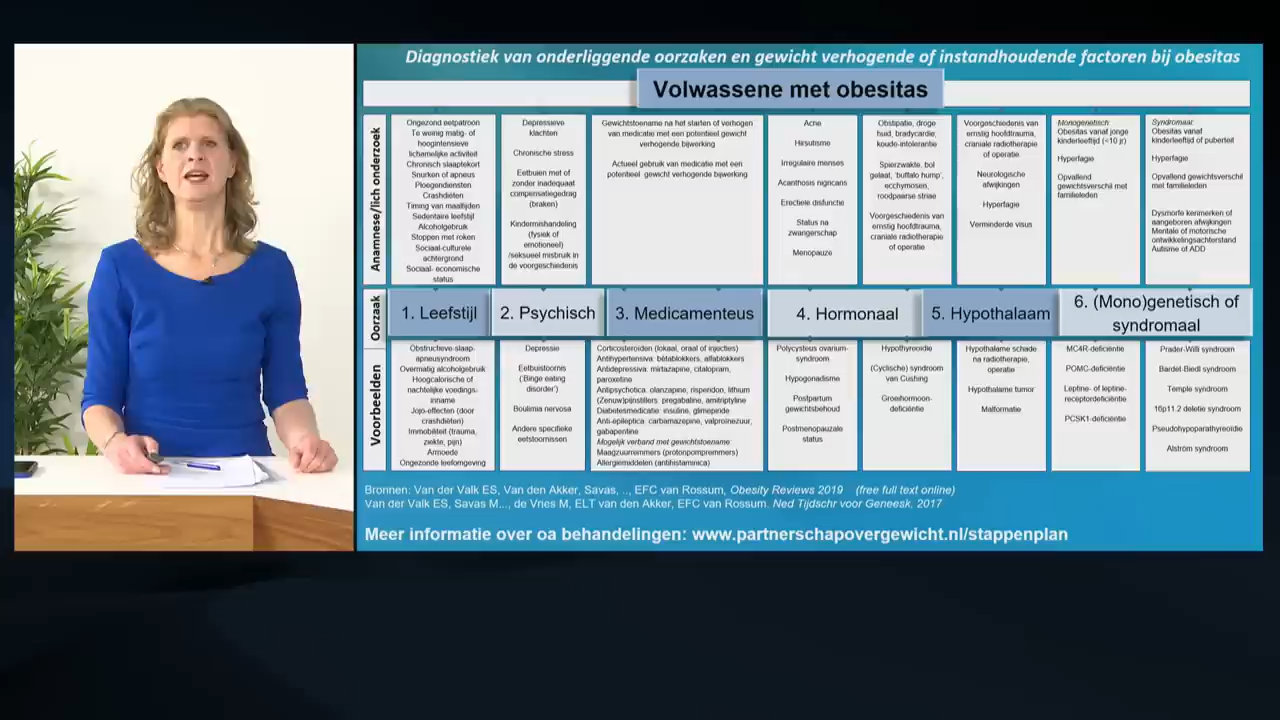 Diagnostiek van onderliggende oorzaken en gewicht verhogende of instandhoudende factoren bij obesitas
Volwassene met obesitas
Anamnese/lich onderzoek
Ongezond eetpatroon
Te weinig matig- of
hoogintensieve
lichamelijke activiteit
Chronisch slaaptekort
Snurken of apneus
Ploegendiensten
Crashdiëten
Timing van maaltijden
Sedentaire leefstijl
Alcoholgebruik
Stoppen met roken
Sociaal-culturele
achtergrond
Sociaal- economische
status
Depressieve
klachten
Chronische stress
Eetbuien met of
zonder inadequaat
compensatiegedrag
(braken)
Kindermishandeling
(fysiek of
emotioneel)
/seksueel misbruik in
de voorgeschiedenis
Gewichtstoename na het starten of verhogen
van medicatie met een potentieel gewicht
verhogende bijwerking
Actueel gebruik van medicatie met een
potentieel gewicht verhogende bijwerking
Acne
Hirsutisme
Irregulaire menses
Acanthosis nigricans
Erectiele disfunctie
Status na
zwangerschap
Menopauze
Obstipatie, droge
huid, bradycardie,
koude-intolerantie
Spierzwakte, bol
gelaat, 'buffalo hump',
ecchymosen,
roodpaarse striae
Voorgeschiedenis van
ernstig hoofdtrauma,
craniale radiotherapie
of operatie
Voorgeschiedenis van
ernstig hoofdtrauma,
craniale radiotherapie
of operatie.
Neurologische
afwijkingen
Hyperfagie
Verminderde visus
Monogenetisch:
Obesitas vanaf jonge
kinderleeftijd (<10 jr)
Hyperfagie
Opvallend
gewichtsverschil met
familieleden
Syndromaal:
Obesitas vanaf
kinderleeftijd of puberteit
Hyperfagie
Opvallend gewichtsverschil
met familieleden
Dysmorfe kenmerken of
aangeboren afwijkingen
Mentale of motorische
ontwikkelingsachterstand
Autisme of ADD
Oorzaak
1. Leefstijl
2. Psychisch
3. Medicamenteus
4. Hormonaal
5. Hypothalaam
6. (Mono)genetisch of
syndromaal
Voorbeelden
Obstructieve-slaap-
apneusyndroom
Overmatig alcoholgebruik
Hoogcalorische of
nachtelijke voedings-
inname
Jojo-effecten (door
crashdiëten)
Immobiliteit (trauma,
ziekte, pijn)
Armoede
Ongezonde leefomgeving
Depressie
Eetbuistoornis
('Binge eating
disorder')
Boulimia nervosa
Andere specifieke
eetstoornissen
Corticosteroïden (lokaal, oraal of injecties)
Antihypertensiva: bètablokkers, alfablokkers
Antidepressiva: mirtazapine, citalopram,
paroxetine
Antipsychotica: olanzapine, risperidon, lithium
(Zenuw)pijnstillers: pregabaline, amitriptyline
Diabetesmedicatie: insuline, glimepiride
Anti-epileptica: carbamazepine, valproïnezuur,
gabapentine
Mogelijk verband met gewichtstoename:
Maagzuurremmers (protonpompremmers)
Allergiemiddelen (antihistaminica)
Polycysteus ovarium-
syndroom
Hypogonadisme
Postpartum
gewichtsbehoud
Postmenopauzale
status
Hypothyreoïdie
(Cyclische) syndroom
van Cushing
Groeihormoon-
deficiëntie
Hypothalame schade
na radiotherapie,
operatie
Hypothalame tumor
Malformatie
MC4R-deficiëntie
POMC-deficiëntie
Leptine- of leptine-
receptordeficiëntie
PCSK1-deficiëntie
Prader-Willi syndroom
Bardet-Biedl syndroom
Temple syndroom
16p11.2 deletie syndroom
Pseudohypoparathyreoïdie
Alström syndroom
Bronnen: Van der Valk ES, Van den Akker, Savas, .., EFC van Rossum, Obesity Reviews 2019 (free full text online)
Van der Valk ES, Savas M..., de Vries M, ELT van den Akker, EFC van Rossum. Ned Tijdschr voor Geneesk. 2017
Meer informatie over oa behandelingen: www.partnerschapovergewicht.nl/stappenplan